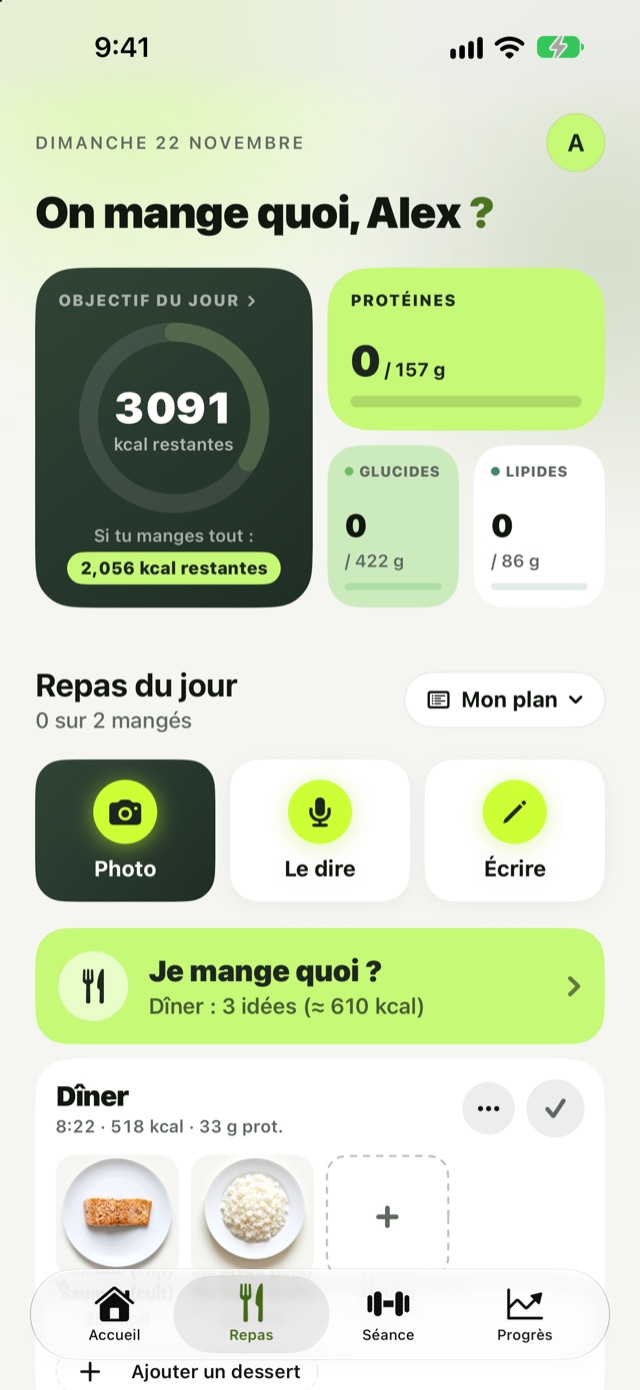 9:41
DIMANCHE 22 NOVEMBRE
A
On mange quoi, Alex ?
OBJECTIF DU JOUR >
3091
kcal restantes
Si tu manges tout :
2,056 kcal restantes
PROTÉINES
0 / 157 g
GLUCIDES
0
/ 422 g
LIPIDES
0
/ 86 g
Repas du jour
0 sur 2 mangés
Mon plan
Photo
Le dire
Écrire
Je mange quoi ?
Dîner : 3 idées (≈ 610 kcal)
Dîner
8:22 · 518 kcal · 33 g prot.
Accueil
Repas
Séance
Progrès
Ajouter un dessert